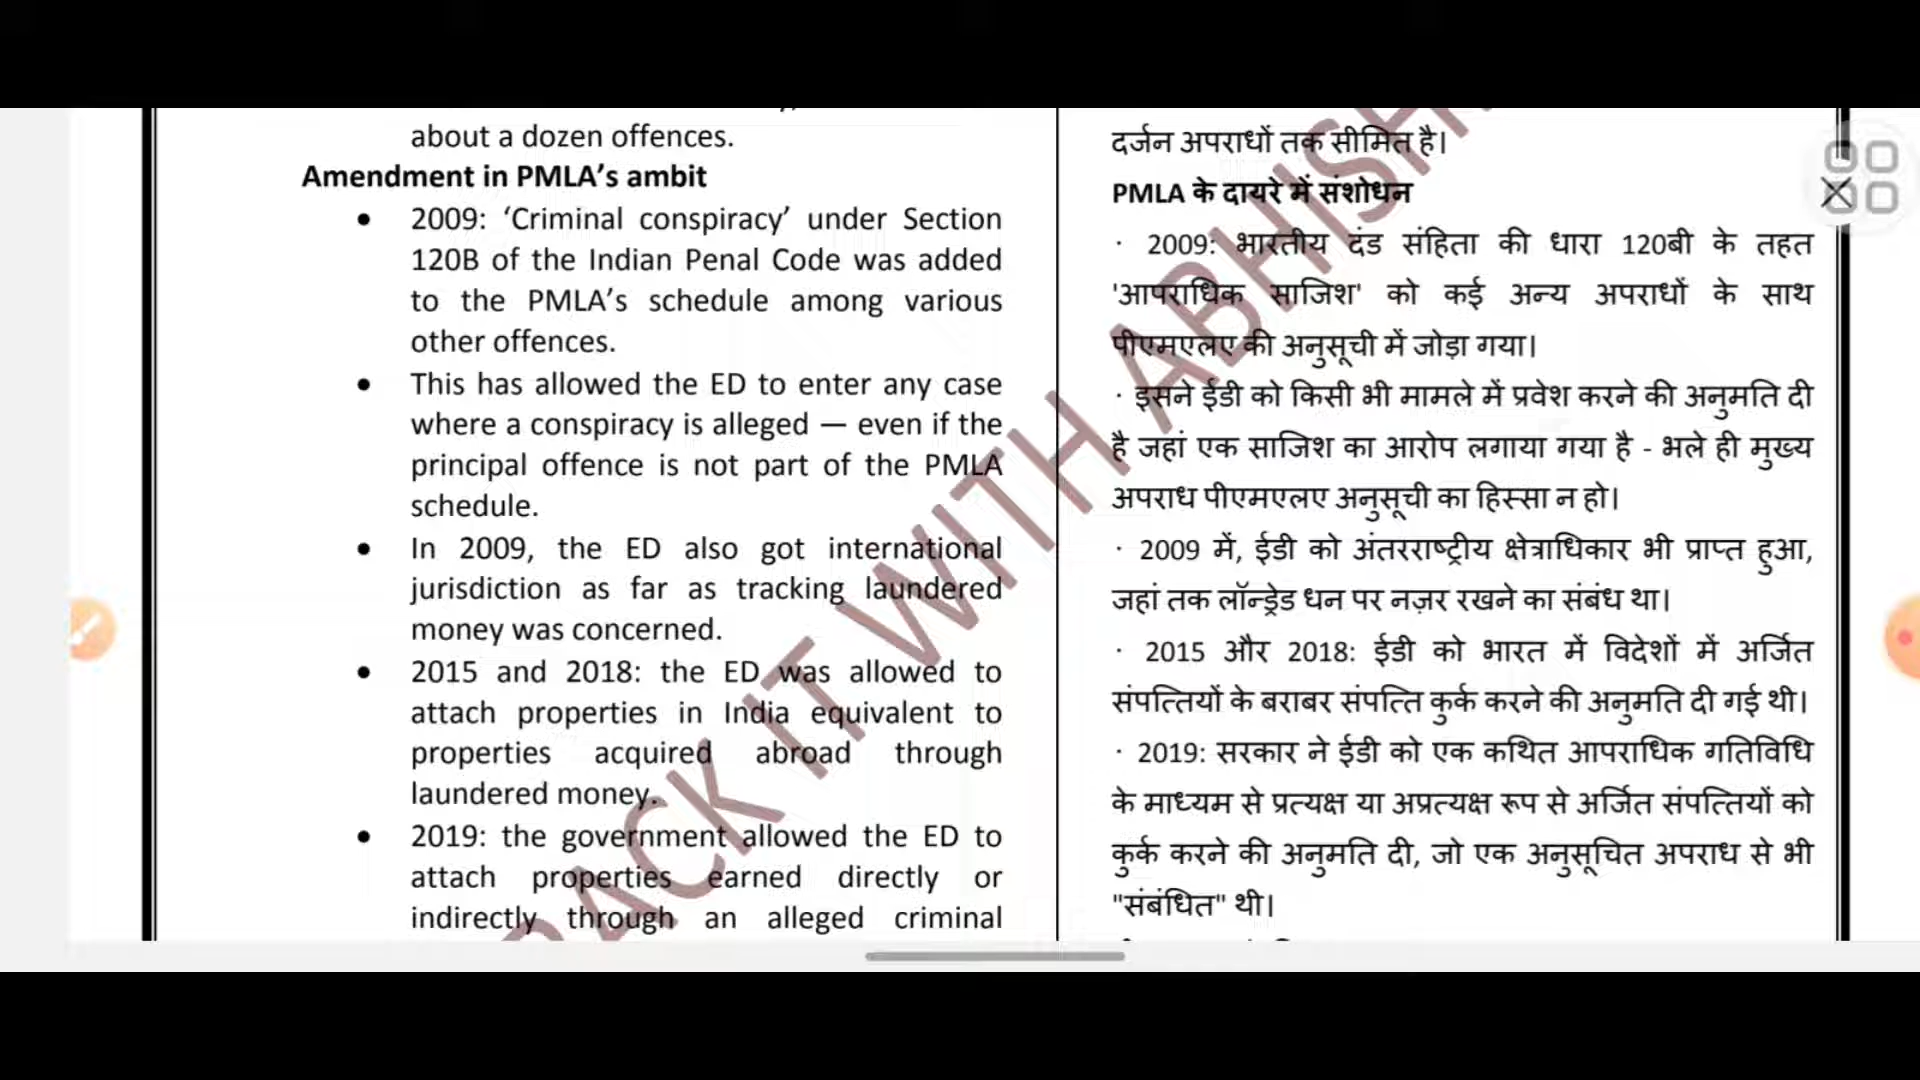 about a dozen offences.
Amendment in PMLA’s ambit
• 2009: ‘Criminal conspiracy’ under Section
120B of the Indian Penal Code was added
to the PMLA’s schedule among various
other offences.
• This has allowed the ED to enter any case
where a conspiracy is alleged — even if the
principal offence is not part of the PMLA
schedule.
• In 2009, the ED also got international
jurisdiction as far as tracking laundered
money was concerned.
• 2015 and 2018: the ED was allowed to
attach properties in India equivalent to
properties acquired abroad through
laundered money.
• 2019: the government allowed the ED to
attach properties earned directly or
indirectly through an alleged criminal
दर्जन अपराधों तक सीमित है।
PMLA के दायरे में संशोधन
· 2009: भारतीय दंड संहिता की धारा 120बी के तहत
'आपराधिक साजिश' को कई अन्य अपराधों के साथ
पीएमएलए की अनुसूची में जोड़ा गया।
· इसने ईडी को किसी भी मामले में प्रवेश करने की अनुमति दी
है जहां एक साजिश का आरोप लगाया गया है - भले ही मुख्य
अपराध पीएमएलए अनुसूची का हिस्सा न हो।
· 2009 में, ईडी को अंतरराष्ट्रीय क्षेत्राधिकार भी प्राप्त हुआ,
जहां तक लॉन्ड्रेड धन पर नज़र रखने का संबंध था।
· 2015 और 2018: ईडी को भारत में विदेशों में अर्जित
संपत्तियों के बराबर संपत्ति कुर्क करने की अनुमति दी गई थी।
· 2019: सरकार ने ईडी को एक कथित आपराधिक गतिविधि
के माध्यम से प्रत्यक्ष या अप्रत्यक्ष रूप से अर्जित संपत्तियों को
कुर्क करने की अनुमति दी, जो एक अनुसूचित अपराध से भी
"संबंधित" थी।
IT WITH